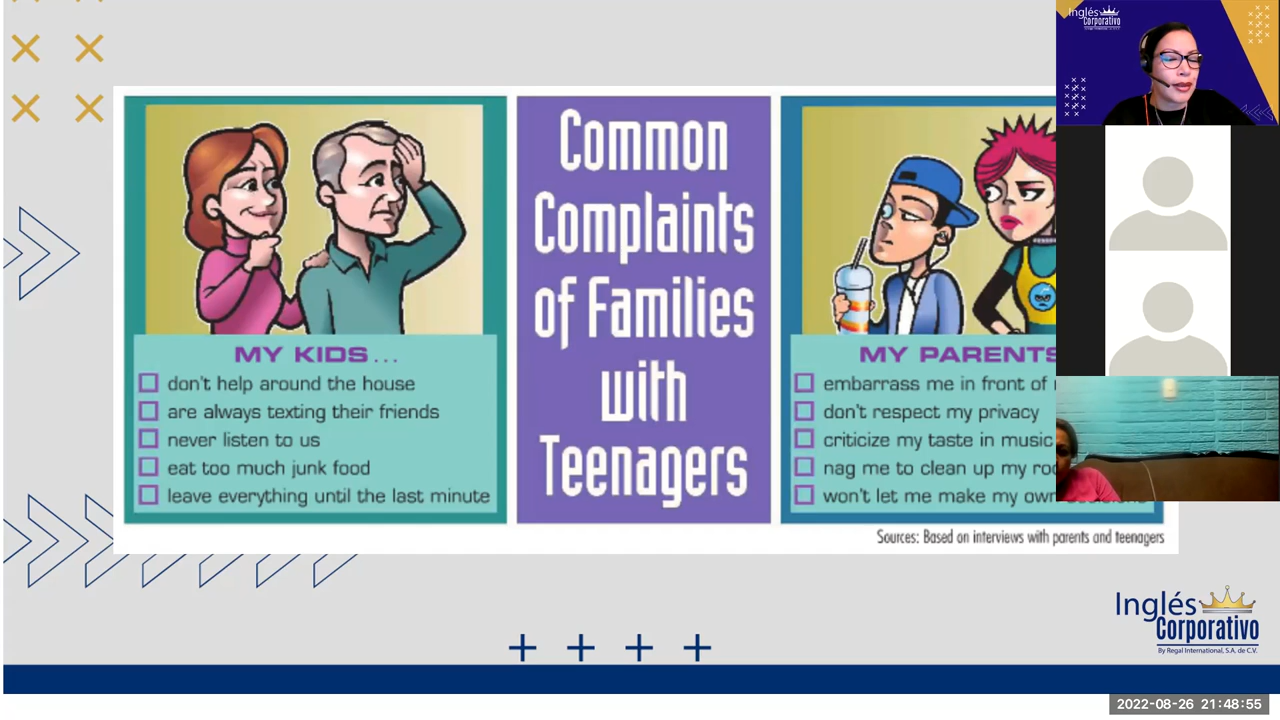 Inglés
Corporativo
Common
Complaints
of Families
with
Teenagers
MY KIDS...
don't help around the house
are always texting their friends
never listen to us
eat too much junk food
leave everything until the last minute
MY PARENTS
embarrass me in front of
don't respect my privacy
criticize my taste in music
nag me to clean up my
won't let me make my own
Sources: Based on interviews with parents and teenagers
Inglés
Corporativo
By Regal International, S.A. de C.V.
2022-08-26 21:48:55